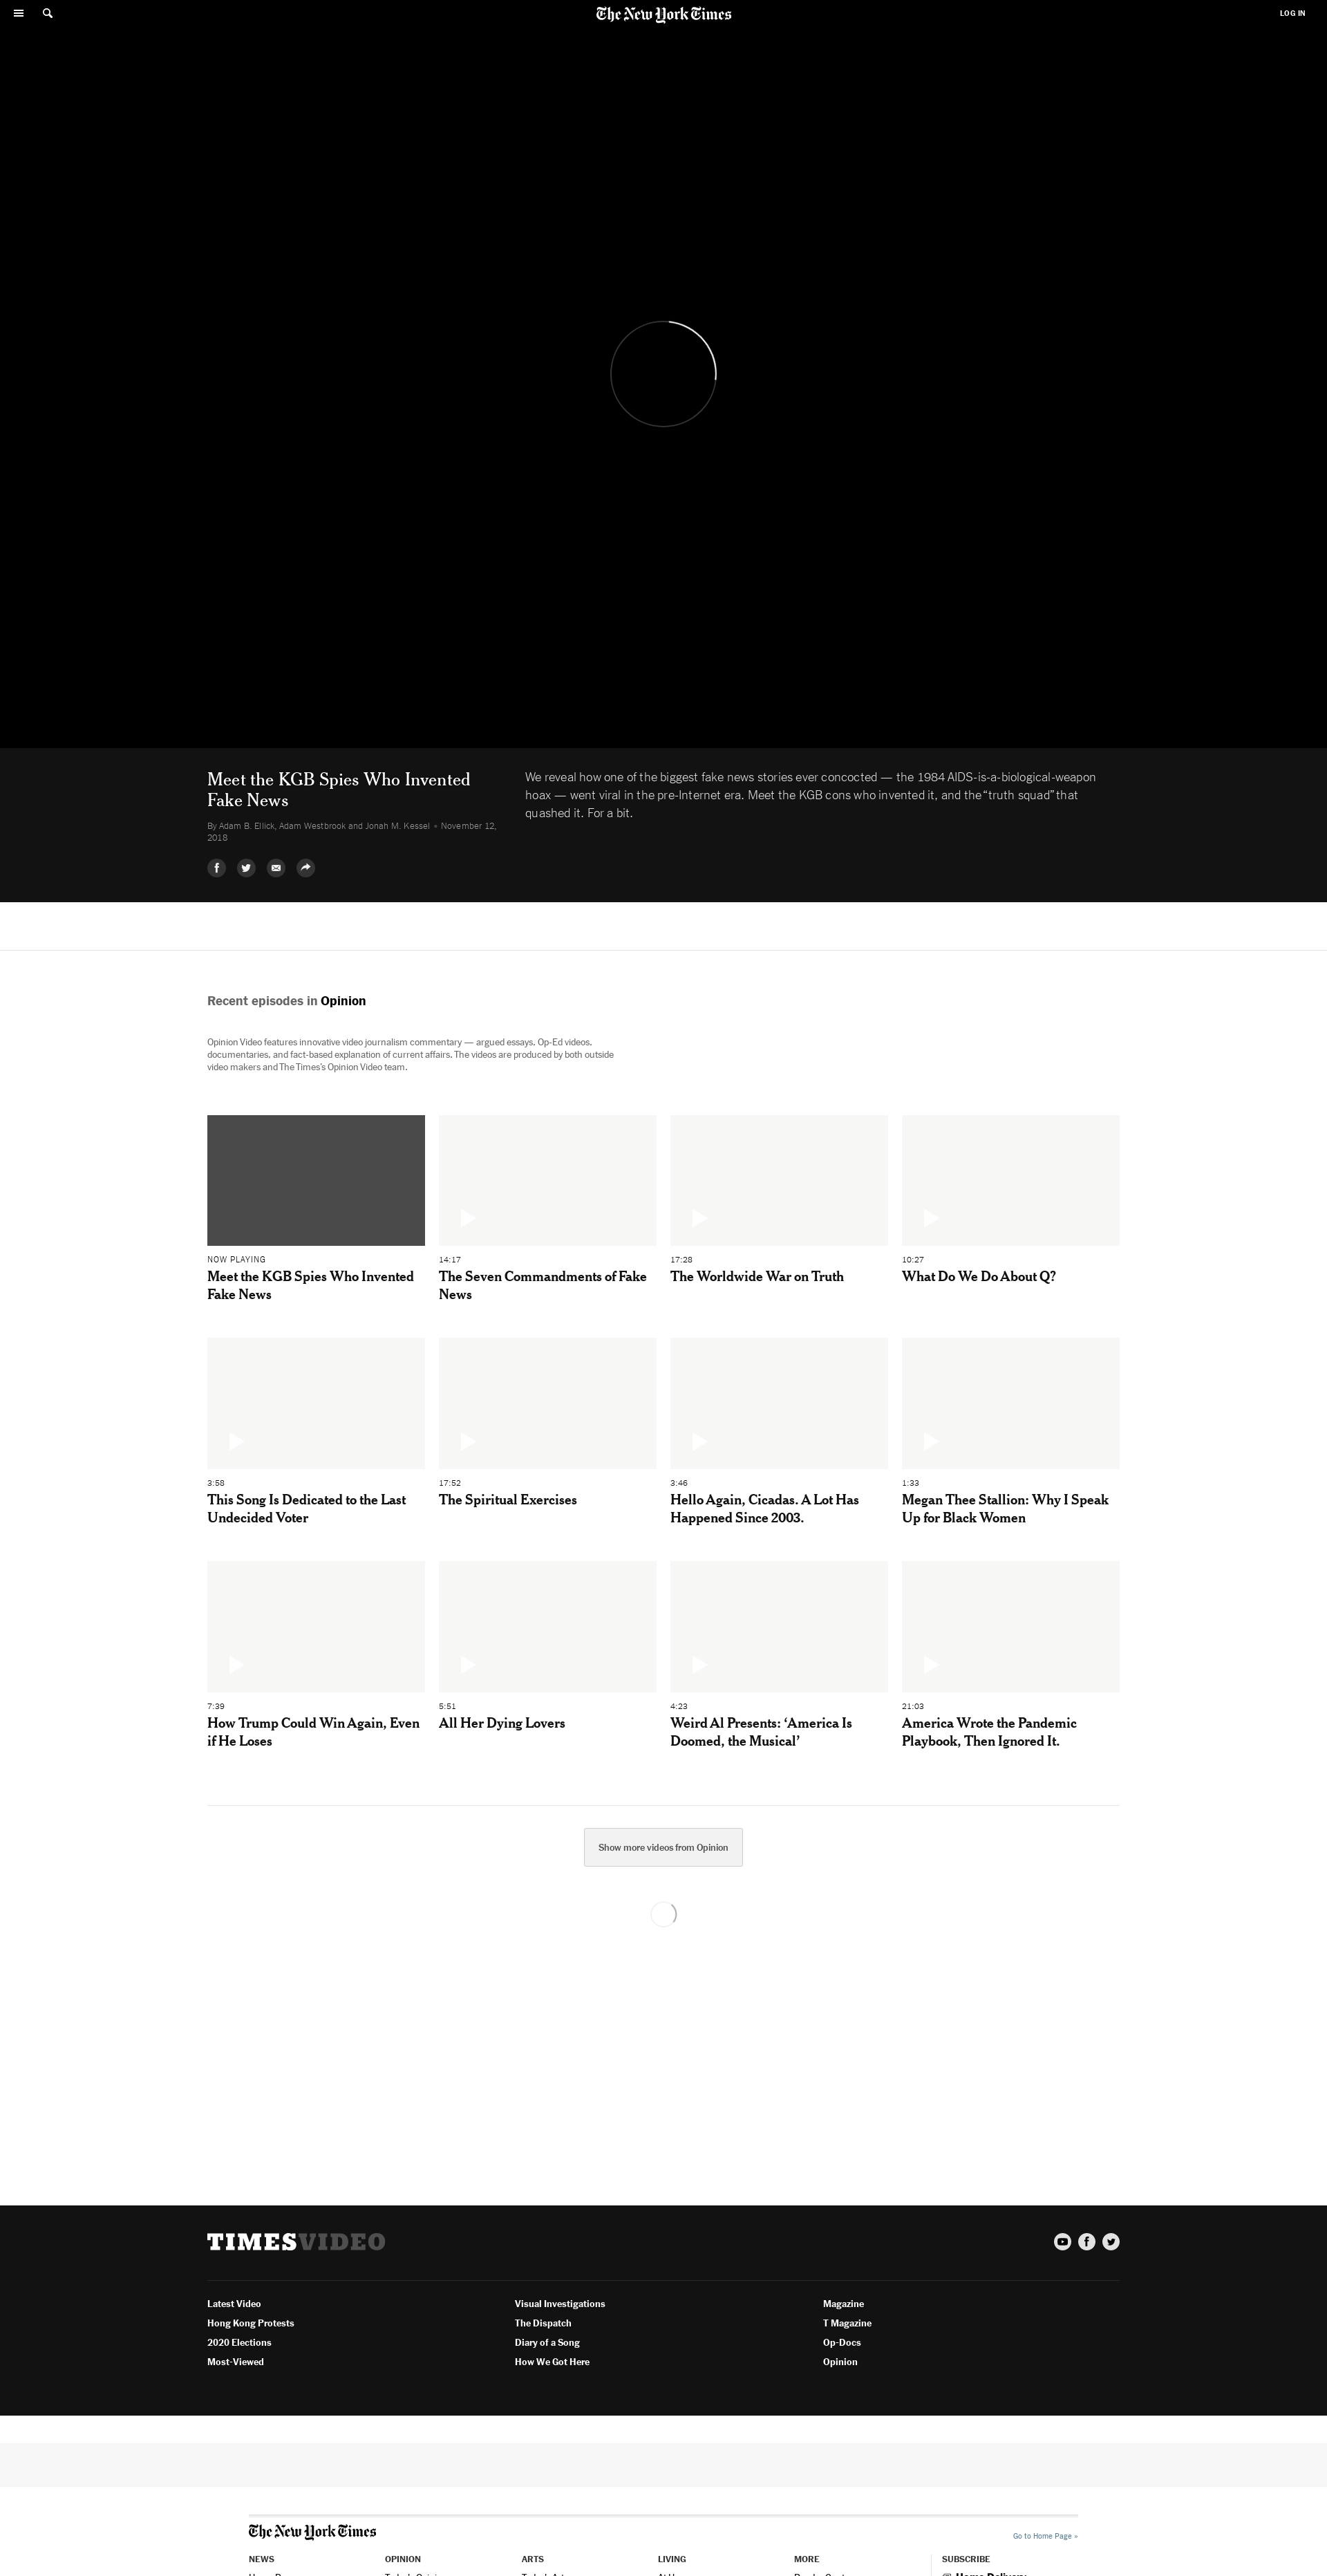 The New York Times
LOG IN
Meet the KGB Spies Who Invented
Fake News
By Adam B. Ellick, Adam Westbrook and Jonah M. Kessel • November 12,
2018
We reveal how one of the biggest fake news stories ever concocted — the 1984 AIDS-is-a-biological-weapon
hoax — went viral in the pre-Internet era. Meet the KGB cons who invented it, and the “truth squad” that
quashed it. For a bit.
Recent episodes in Opinion
Opinion Video features innovative video journalism commentary — argued essays, Op-Ed videos,
documentaries, and fact-based explanation of current affairs. The videos are produced by both outside
video makers and The Times’s Opinion Video team.
NOW PLAYING
Meet the KGB Spies Who Invented
Fake News
14:17
The Seven Commandments of Fake
News
17:28
The Worldwide War on Truth
10:27
What Do We Do About Q?
3:58
This Song Is Dedicated to the Last
Undecided Voter
17:52
The Spiritual Exercises
3:46
Hello Again, Cicadas. A Lot Has
Happened Since 2003.
1:33
Megan Thee Stallion: Why I Speak
Up for Black Women
7:39
How Trump Could Win Again, Even
if He Loses
5:51
All Her Dying Lovers
4:23
Weird Al Presents: ‘America Is
Doomed, the Musical’
21:03
America Wrote the Pandemic
Playbook, Then Ignored It.
Show more videos from Opinion
TIMESVIDEO
Latest Video
Hong Kong Protests
2020 Elections
Most-Viewed
Visual Investigations
The Dispatch
Diary of a Song
How We Got Here
Magazine
T Magazine
Op-Docs
Opinion
The New York Times
Go to Home Page »
NEWS
OPINION
ARTS
LIVING
MORE
SUBSCRIBE
Home Delivery